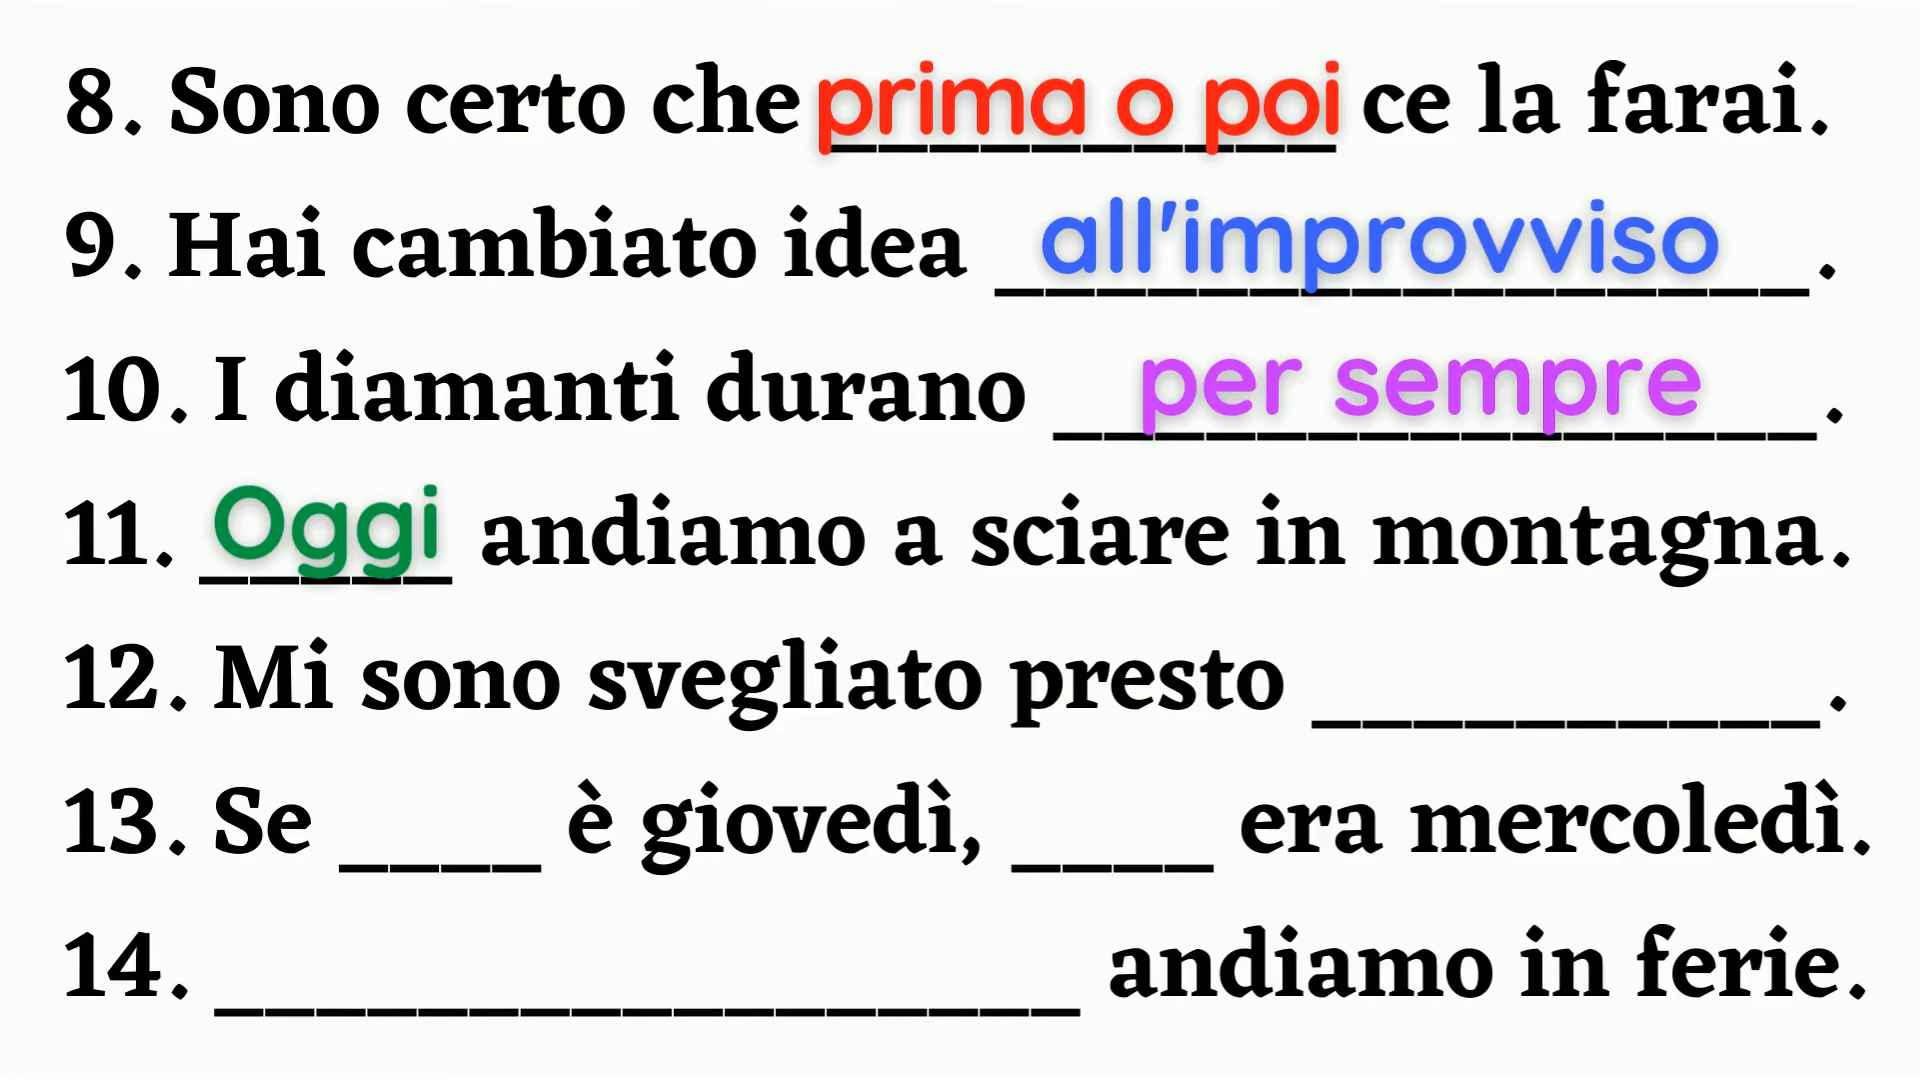 8. Sono certo che prima o poi ce la farai.
9. Hai cambiato idea all'improvviso.
10. I diamanti durano per sempre.
11. Oggi andiamo a sciare in montagna.
12. Mi sono svegliato presto __________.
13. Se ____ è giovedì, ____ era mercoledì.
14. _________________ andiamo in ferie.